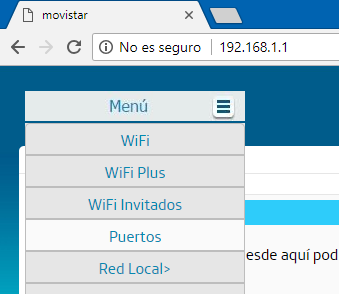 movistar
No es seguro 192.168.1.1
Menú
WiFi
WiFi Plus
WiFi Invitados
Puertos
esde aquí pod
Red Local>